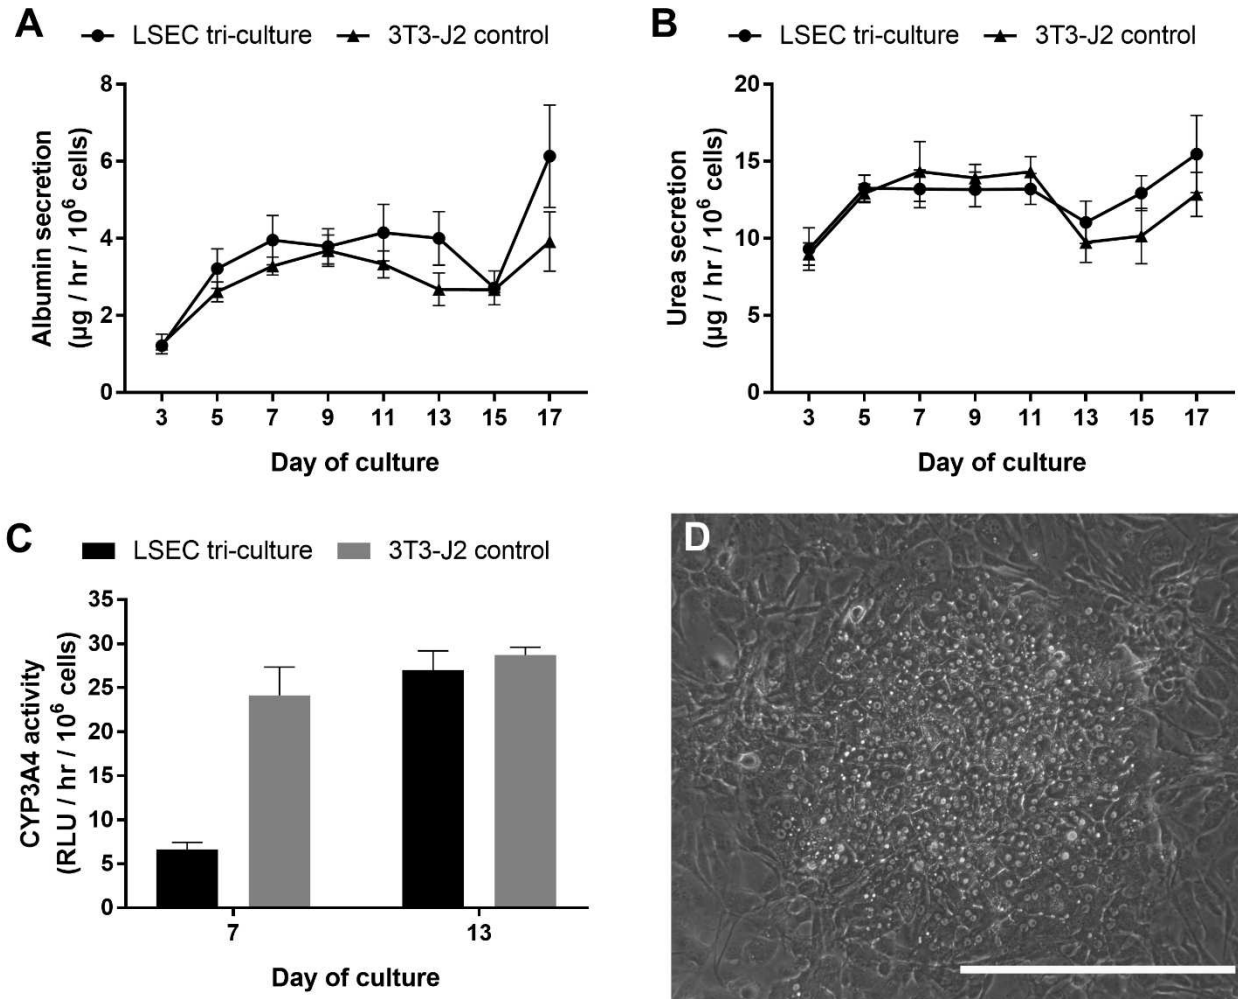 A
LSEC tri-culture 3T3-J2 control
Albumin secretion
(µg / hr / 10⁶ cells)
8
6
4
2
0
3 5 7 9 11 13 15 17
Day of culture
B
LSEC tri-culture 3T3-J2 control
Urea secretion
(µg / hr / 10⁶ cells)
20
15
10
5
0
3 5 7 9 11 13 15 17
Day of culture
C
LSEC tri-culture 3T3-J2 control
CYP3A4 activity
(RLU / hr / 10⁶ cells)
35
30
25
20
15
10
5
0
7 13
Day of culture
D